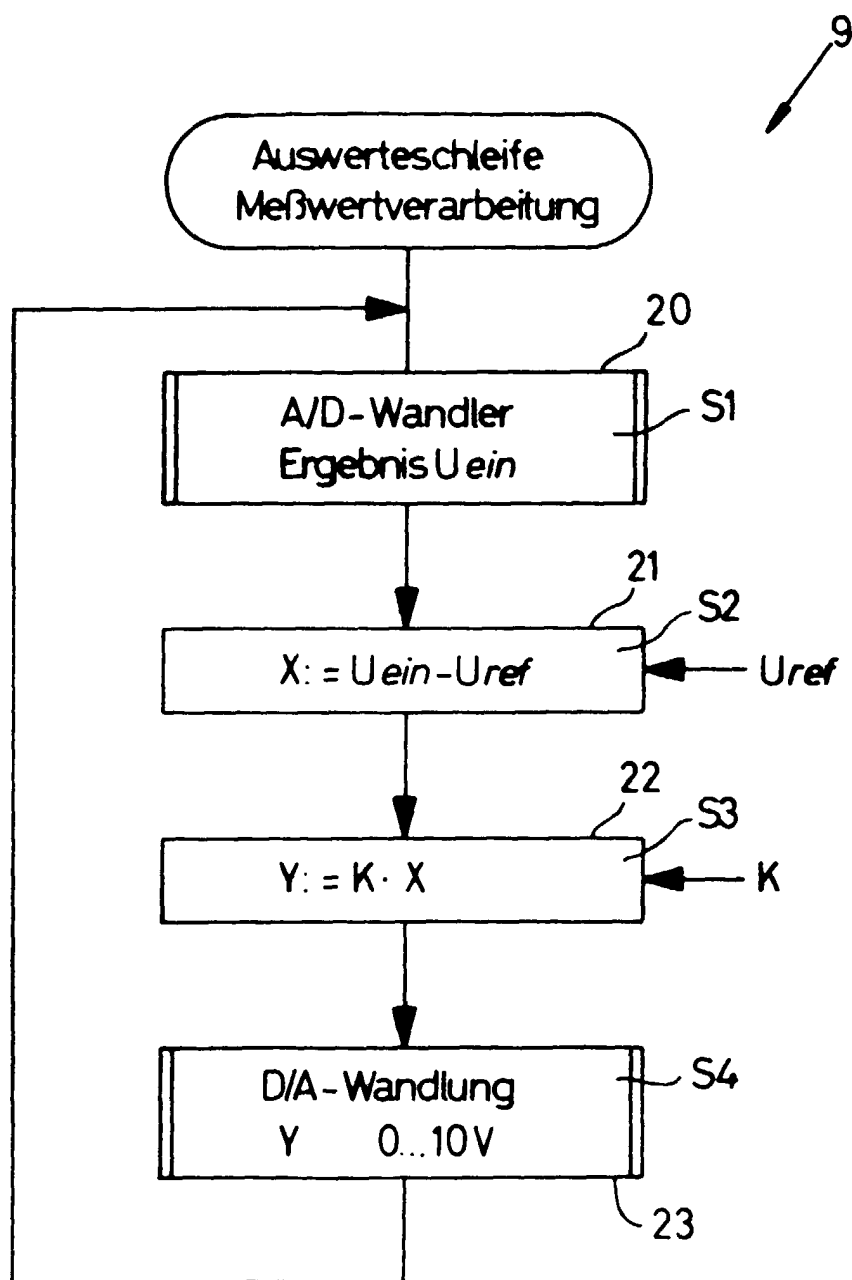 9
Auswerteschleife
Meßwertverarbeitung
20
A/D-Wandler
Ergebnis Uein
S1
21
S2
X:=Uein-Uref
Uref
22
S3
Y:=K· X
K
D/A-Wandlung
Y 0...10V
S4
23